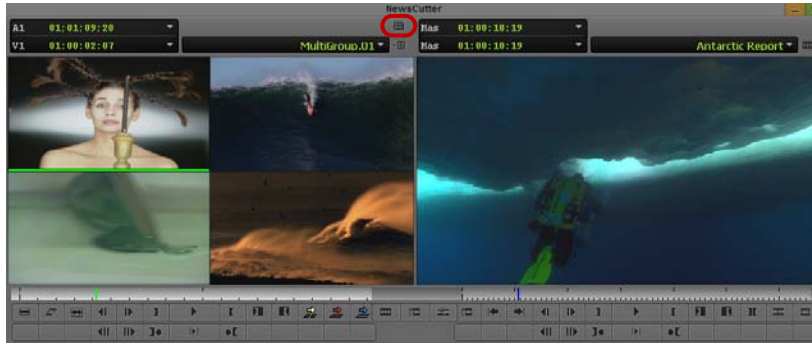 NewsCutter
A1 01;01;09;20
V1 01:00:02:07 MultiGroup.01
Mas 01:00:10:19
Mas 01:00:10:19 Antarctic Report